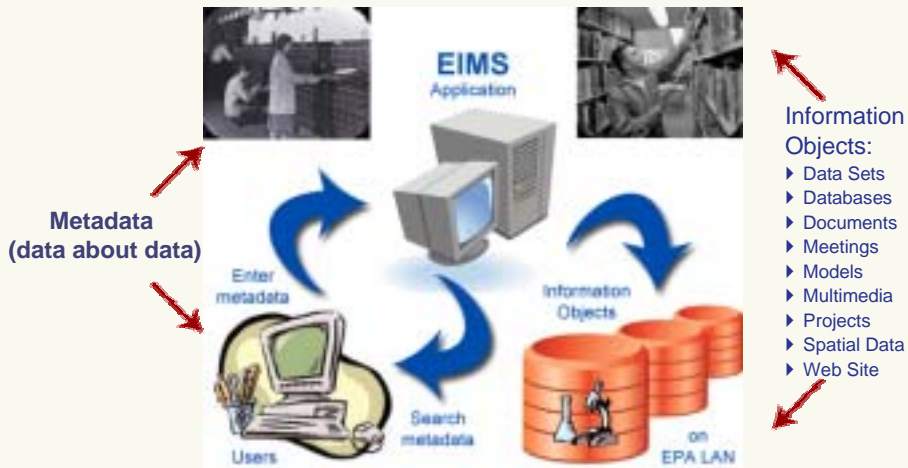 EIMS
Application
Metadata
(data about data)
Enter
metadata
Information
Objects
Search
metadata
Users
on
EPA LAN
Information
Objects:
Data Sets
Databases
Documents
Meetings
Models
Multimedia
Projects
Spatial Data
Web Site